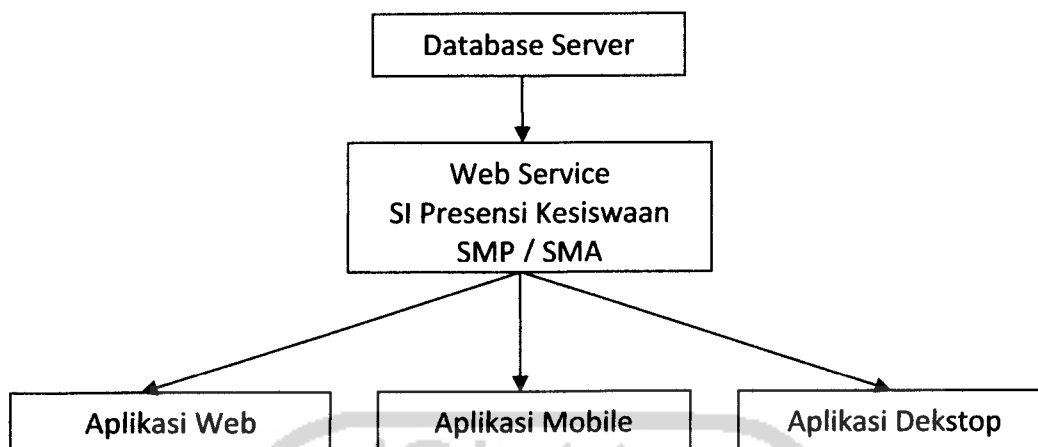 Database Server
Web Service
SI Presensi Kesiswaan
SMP / SMA
Aplikasi Web
Aplikasi Mobile
Aplikasi Dekstop